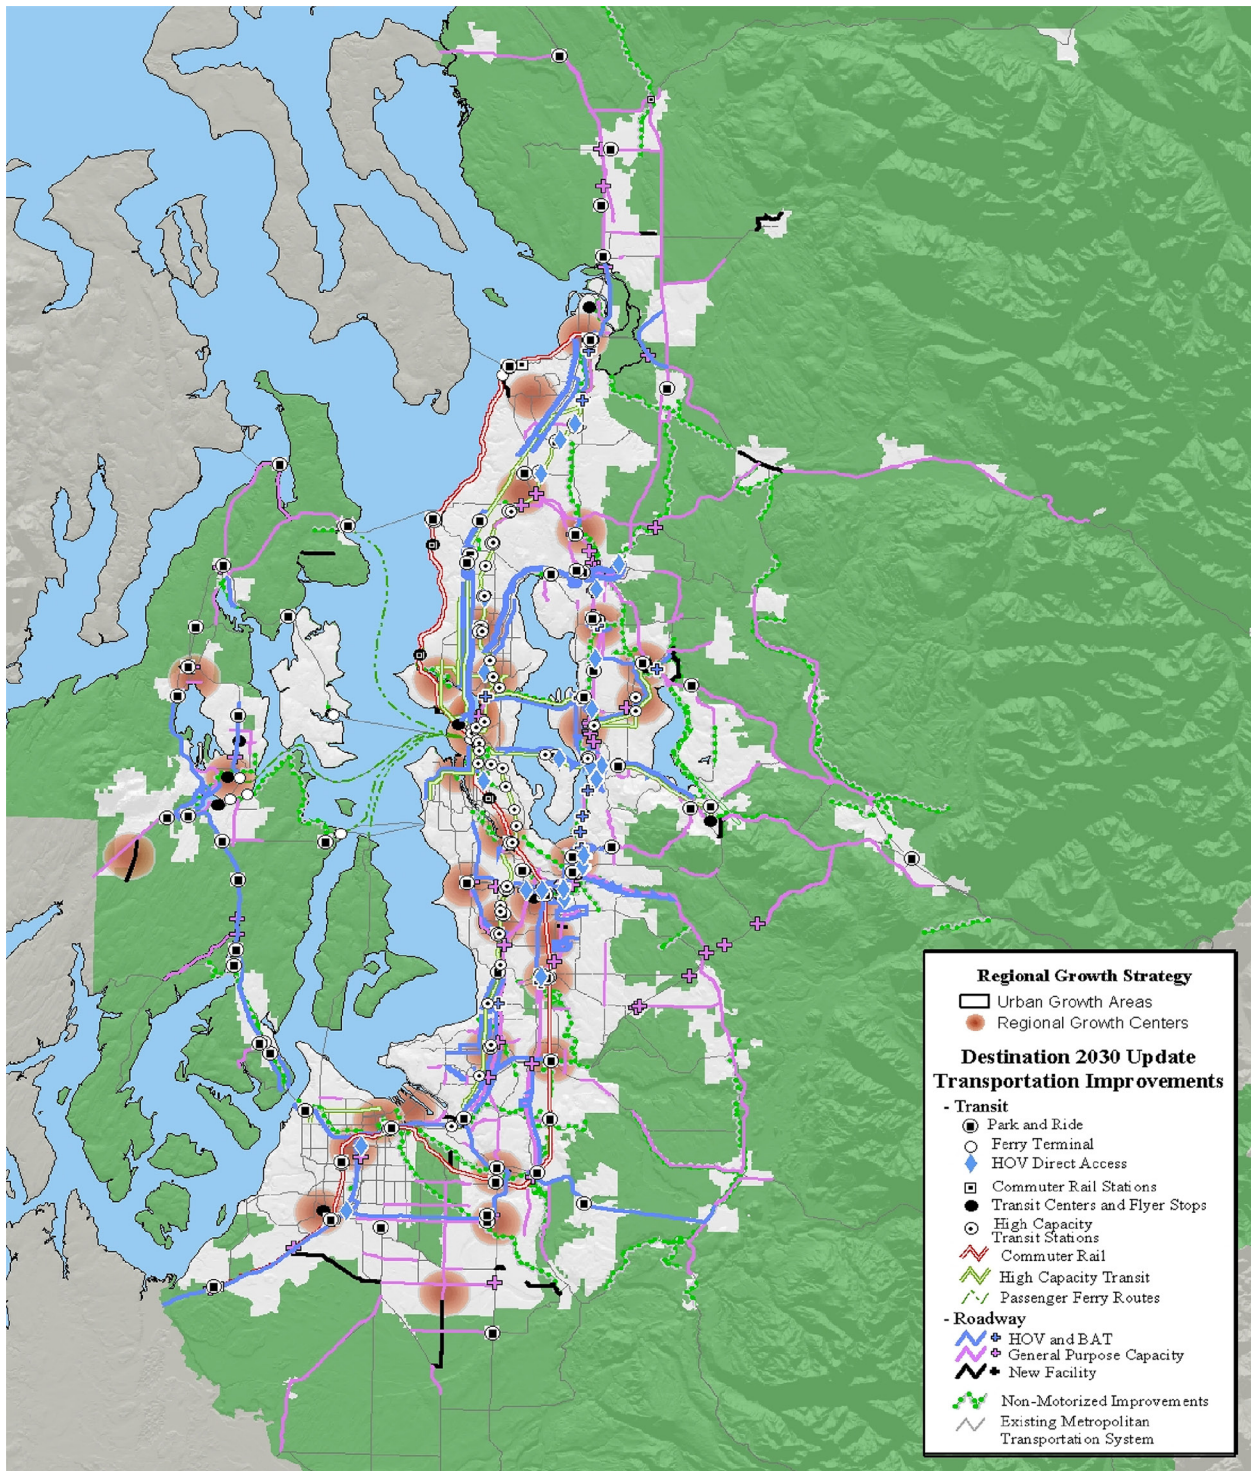 Regional Growth Strategy
Urban Growth Areas
Regional Growth Centers
Destination 2030 Update
Transportation Improvements
- Transit
Park and Ride
Ferry Terminal
HOV Direct Access
Commuter Rail Stations
Transit Centers and Flyer Stops
High Capacity
Transit Stations
Commuter Rail
High Capacity Transit
Passenger Ferry Routes
- Roadway
HOV and BAT
General Purpose Capacity
New Facility
Non-Motorized Improvements
Existing Metropolitan
Transportation System